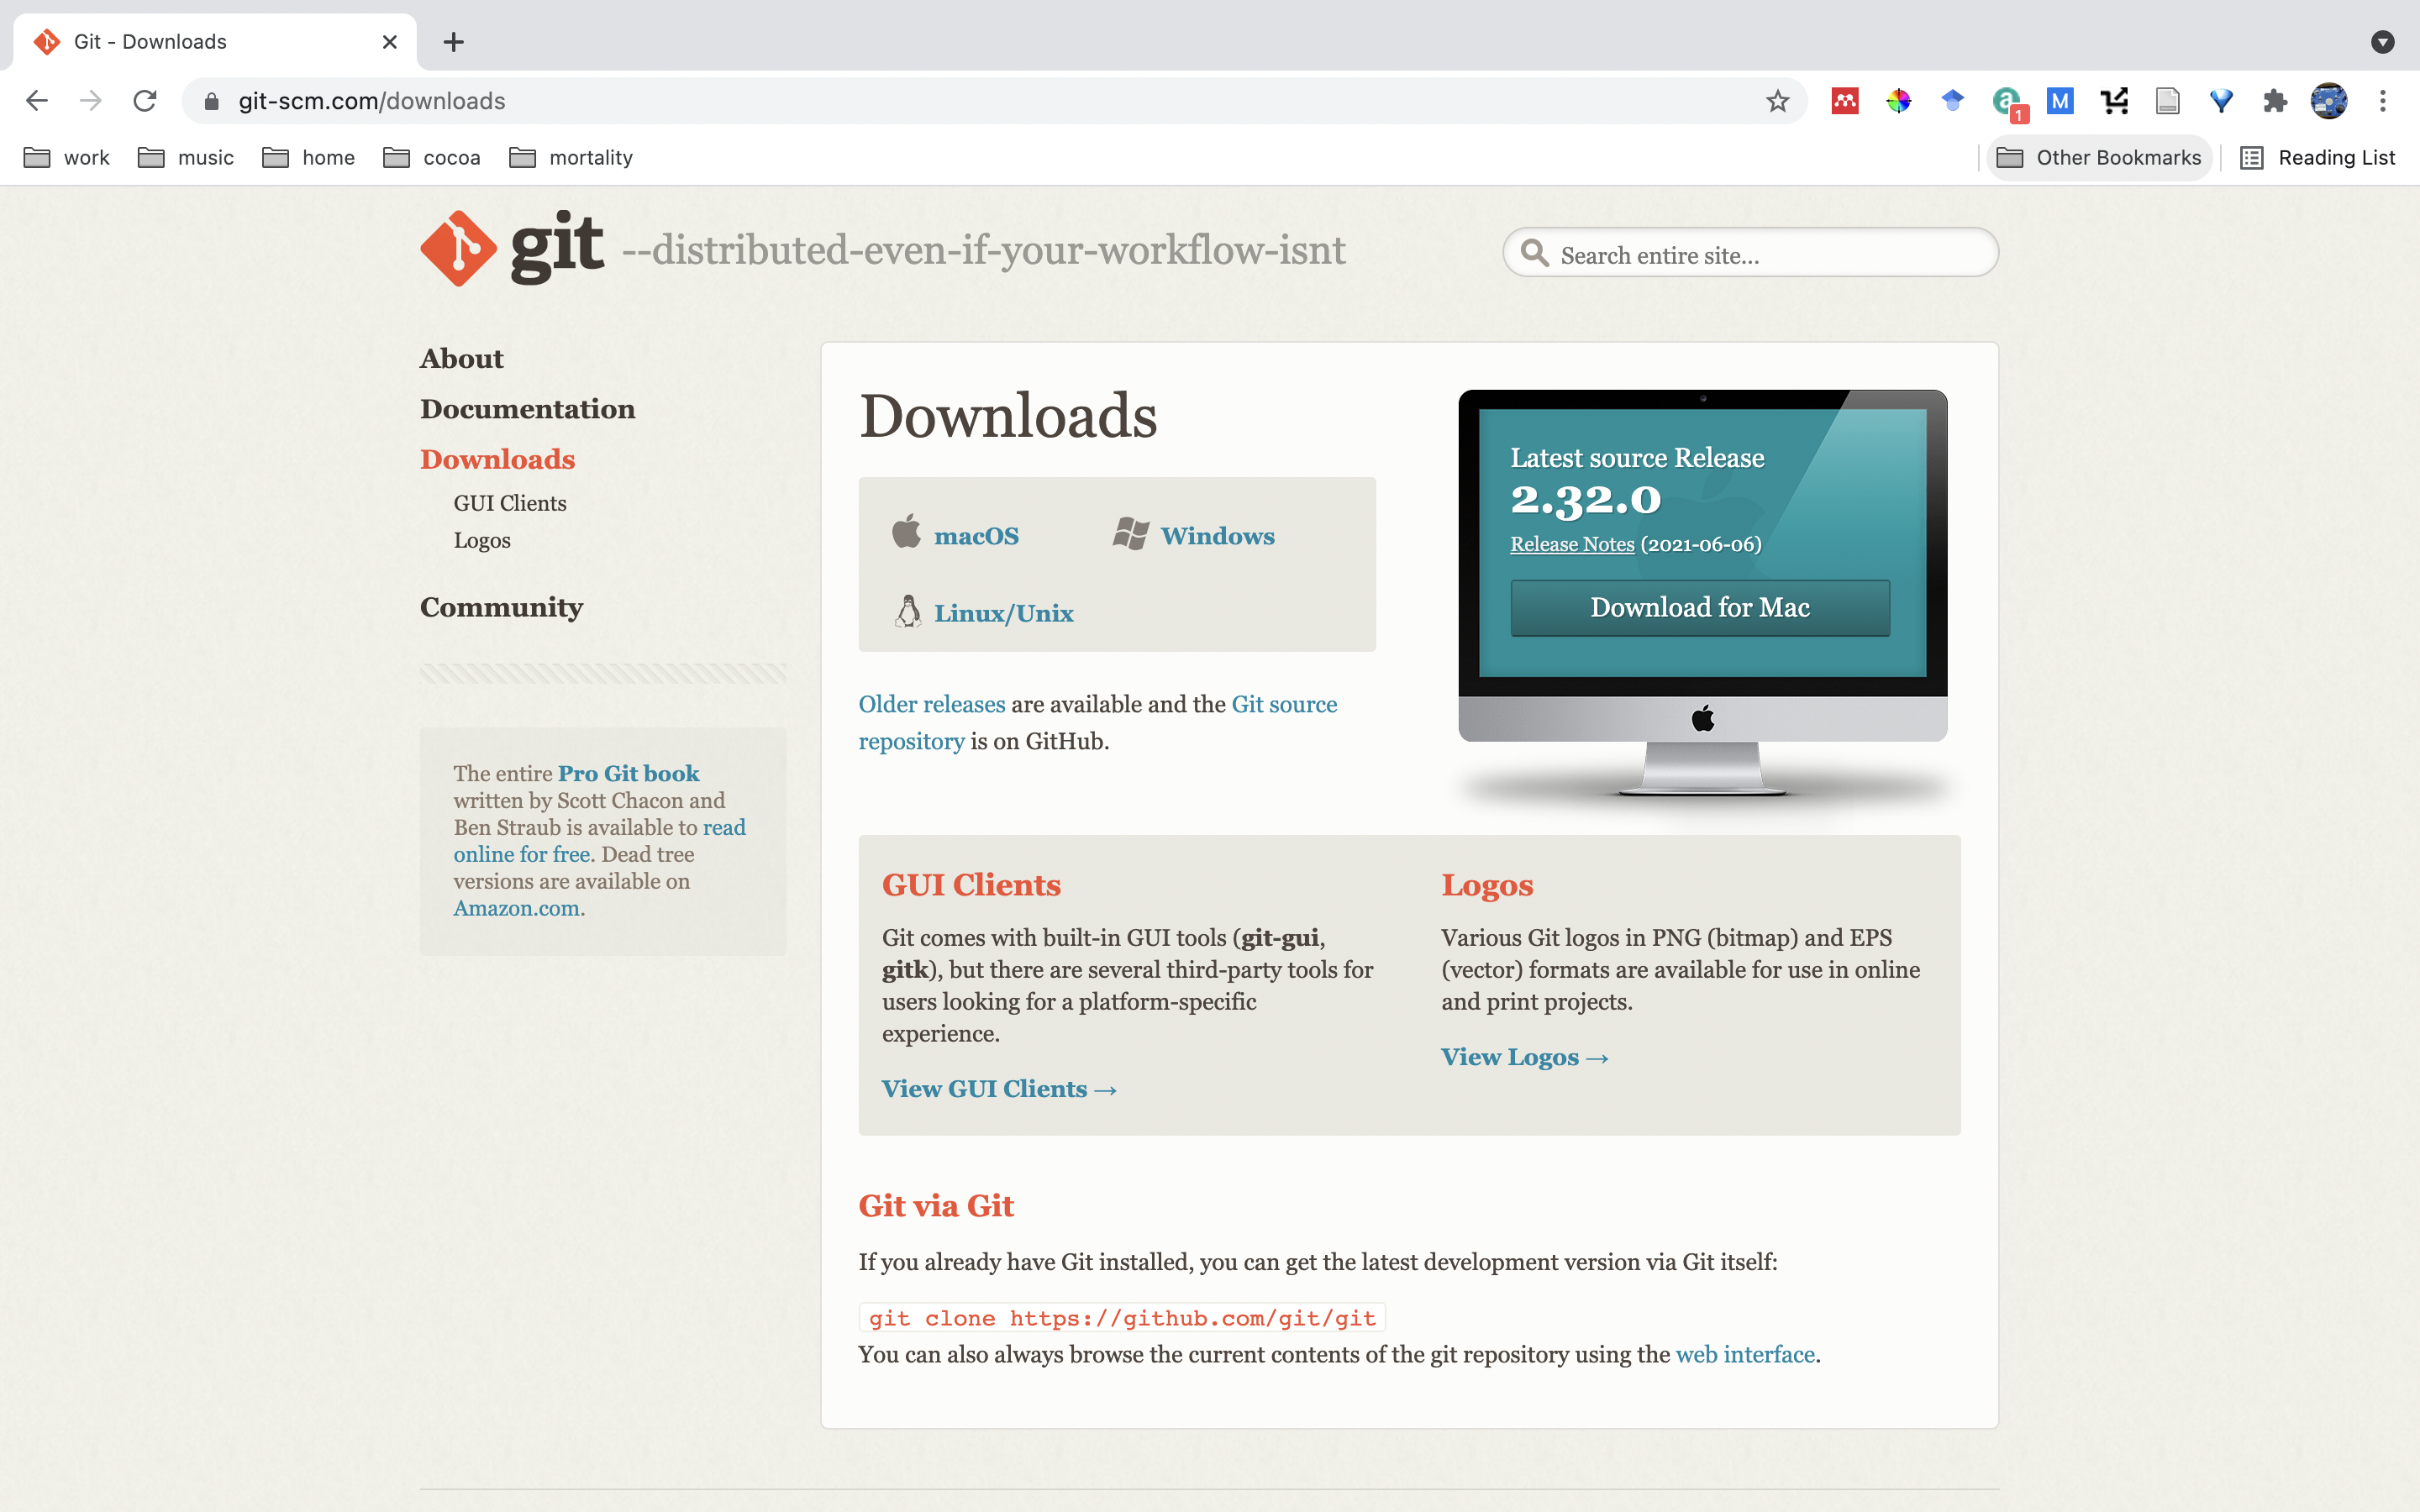 Git - Downloads
git-scm.com/downloads
1
M
work
music
home
cocoa
mortality
Other Bookmarks
Reading List
git --distributed-even-if-your-workflow-isnt
Search entire site...
About
Documentation
Downloads
GUI Clients
Logos
Community
The entire Pro Git book
written by Scott Chacon and
Ben Straub is available to read
online for free. Dead tree
versions are available on
Amazon.com.
Downloads
macOS
Windows
Linux/Unix
Older releases are available and the Git source
repository is on GitHub.
Latest source Release
2.32.0
Release Notes (2021-06-06)
Download for Mac
GUI Clients
Git comes with built-in GUI tools (git-gui,
gitk), but there are several third-party tools for
users looking for a platform-specific
experience.
View GUI Clients →
Logos
Various Git logos in PNG (bitmap) and EPS
(vector) formats are available for use in online
and print projects.
View Logos →
Git via Git
If you already have Git installed, you can get the latest development version via Git itself:
git clone https://github.com/git/git
You can also always browse the current contents of the git repository using the web interface.